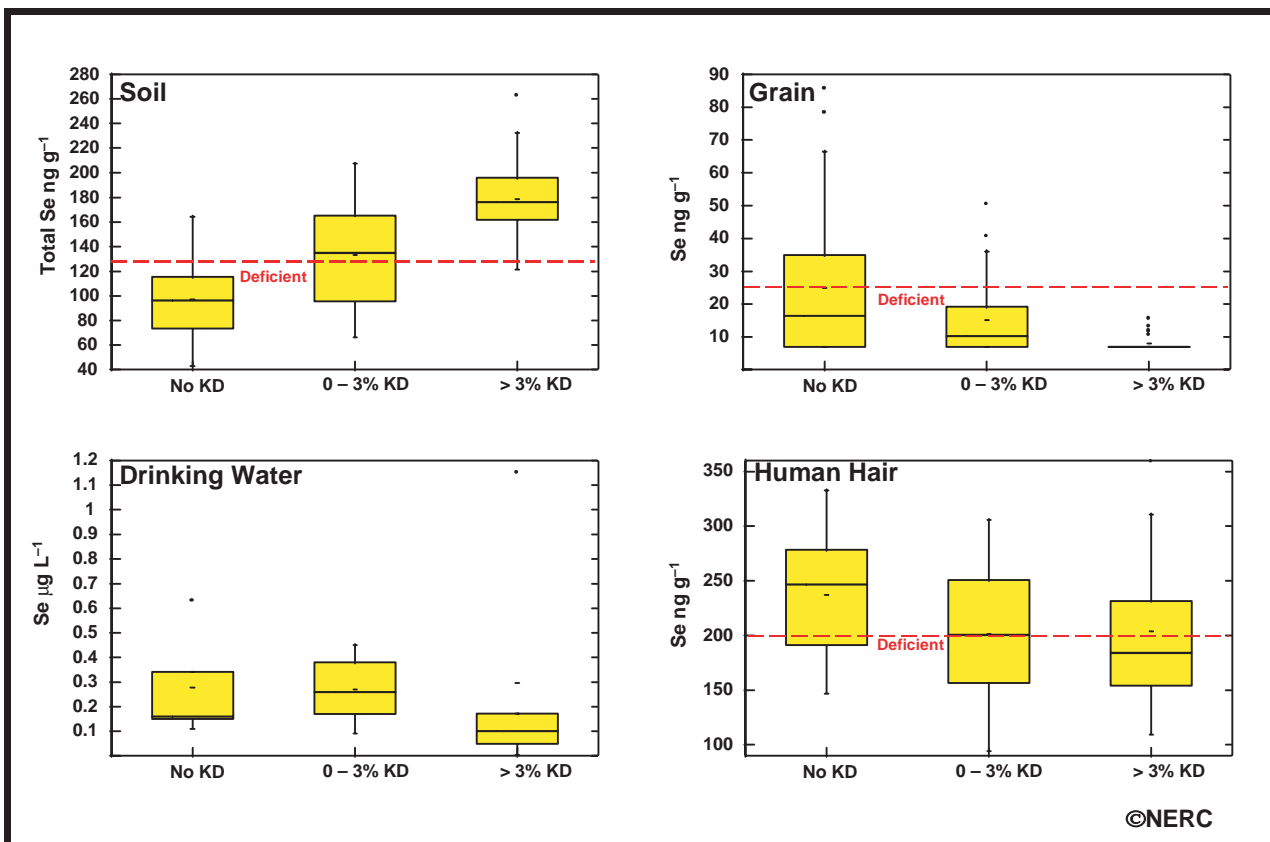 Soil
Total Se ng g⁻¹
280
260
240
220
200
180
160
140
120
100
80
60
40
Deficient
No KD
0 – 3% KD
> 3% KD
Grain
Se ng g⁻¹
90
80
70
60
50
40
30
20
10
Deficient
No KD
0 – 3% KD
> 3% KD
Drinking Water
Se µg L⁻¹
1.2
1.1
1
0.9
0.8
0.7
0.6
0.5
0.4
0.3
0.2
0.1
No KD
0 – 3% KD
> 3% KD
Human Hair
Se ng g⁻¹
350
300
250
200
150
100
Deficient
No KD
0 – 3% KD
> 3% KD
©NERC